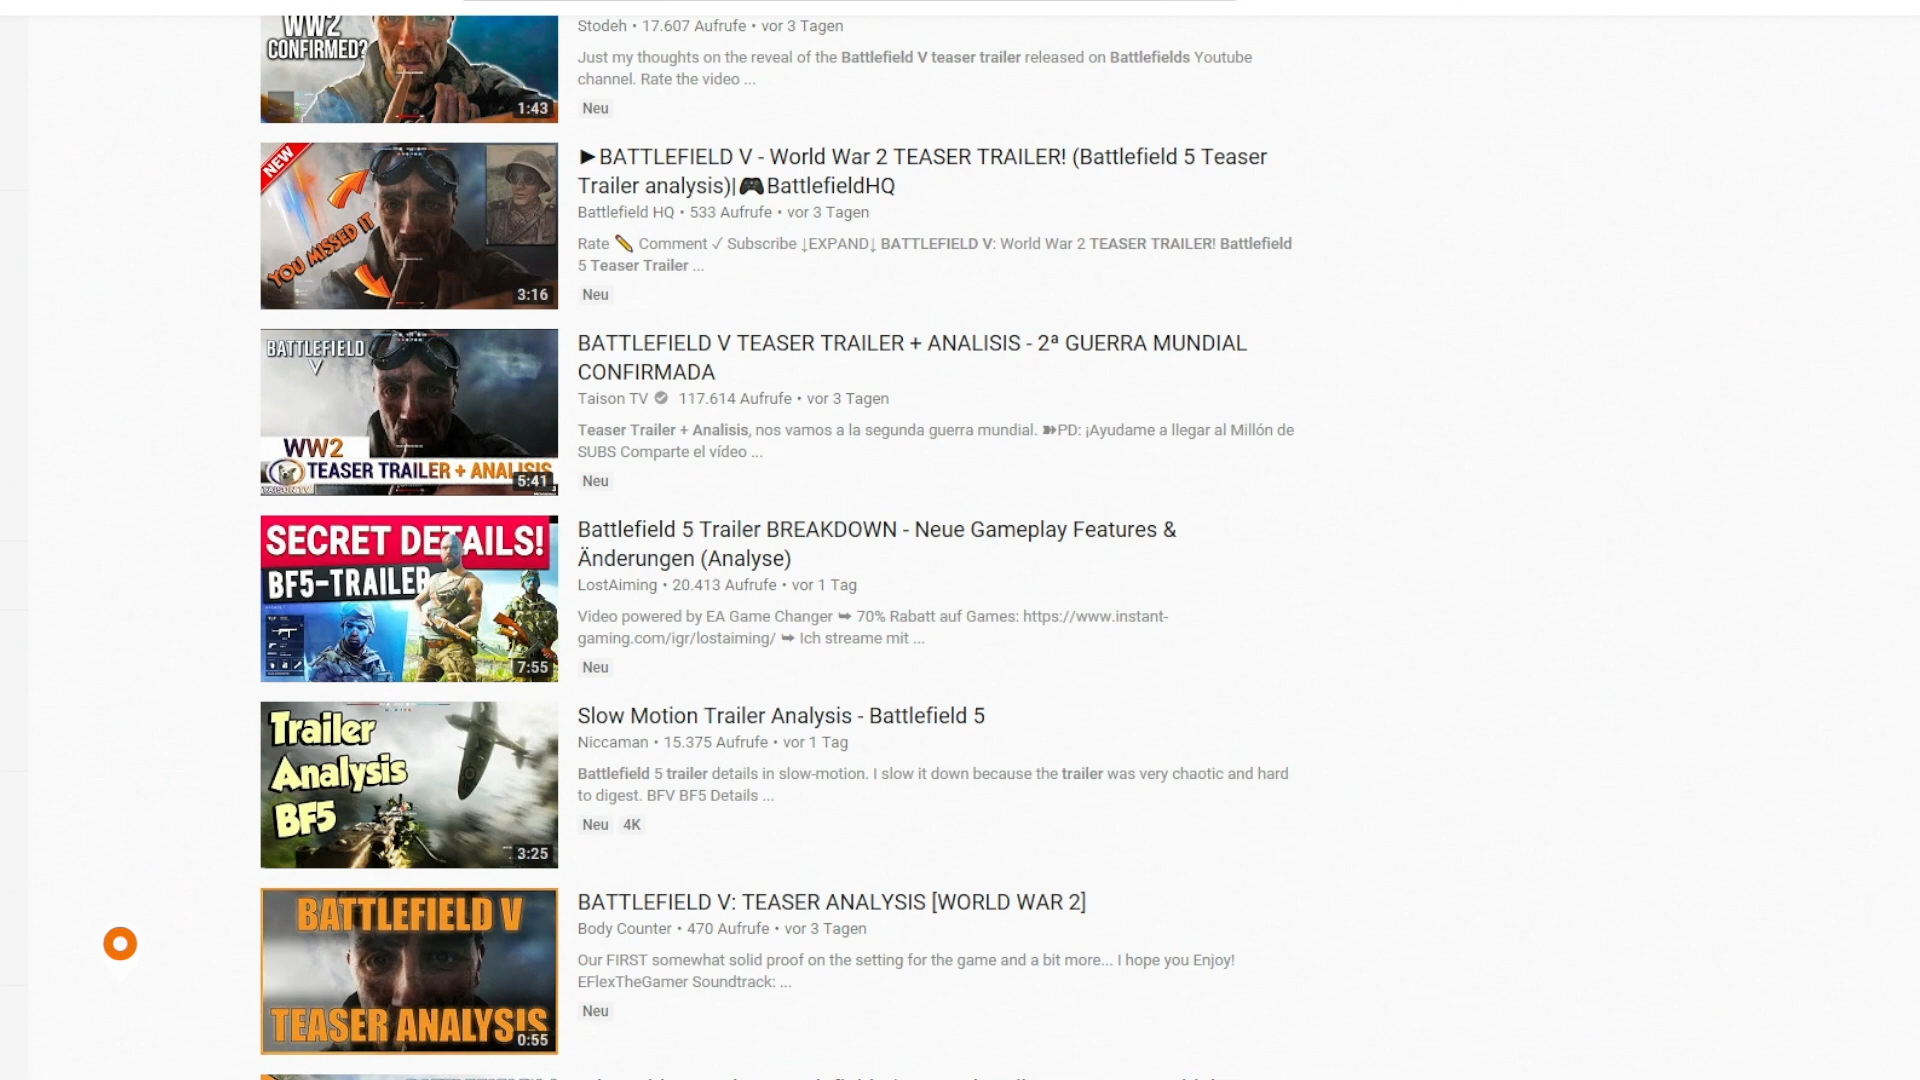 WW2
CONFIRMED?
1:43
Stodeh • 17.607 Aufrufe • vor 3 Tagen
Just my thoughts on the reveal of the Battlefield V teaser trailer released on Battlefields Youtube
channel. Rate the video ...
Neu
NEW
YOU MISSED IT
3:16
►BATTLEFIELD V - World War 2 TEASER TRAILER! (Battlefield 5 Teaser
Trailer analysis)|🎮BattlefieldHQ
Battlefield HQ • 533 Aufrufe • vor 3 Tagen
Rate ✏️ Comment ✓ Subscribe ↓EXPAND↓ BATTLEFIELD V: World War 2 TEASER TRAILER! Battlefield
5 Teaser Trailer ...
Neu
BATTLEFIELD
V
WW2
TEASER TRAILER + ANALISIS
5:41
BATTLEFIELD V TEASER TRAILER + ANALISIS - 2ª GUERRA MUNDIAL
CONFIRMADA
Taison TV 117.614 Aufrufe • vor 3 Tagen
Teaser Trailer + Analisis, nos vamos a la segunda guerra mundial. ➽PD: ¡Ayudame a llegar al Millón de
SUBS Comparte el vídeo ...
Neu
SECRET DETAILS!
BF5-TRAILER
7:55
Battlefield 5 Trailer BREAKDOWN - Neue Gameplay Features &
Änderungen (Analyse)
LostAiming • 20.413 Aufrufe • vor 1 Tag
Video powered by EA Game Changer ➥ 70% Rabatt auf Games: https://www.instant-
gaming.com/igr/lostaiming/ ➥ Ich streame mit ...
Neu
Trailer
Analysis
BF5
3:25
Slow Motion Trailer Analysis - Battlefield 5
Niccaman • 15.375 Aufrufe • vor 1 Tag
Battlefield 5 trailer details in slow-motion. I slow it down because the trailer was very chaotic and hard
to digest. BFV BF5 Details ...
Neu 4K
BATTLEFIELD V
TEASER ANALYSIS
0:55
BATTLEFIELD V: TEASER ANALYSIS [WORLD WAR 2]
Body Counter • 470 Aufrufe • vor 3 Tagen
Our FIRST somewhat solid proof on the setting for the game and a bit more... I hope you Enjoy!
EFlexTheGamer Soundtrack: ...
Neu